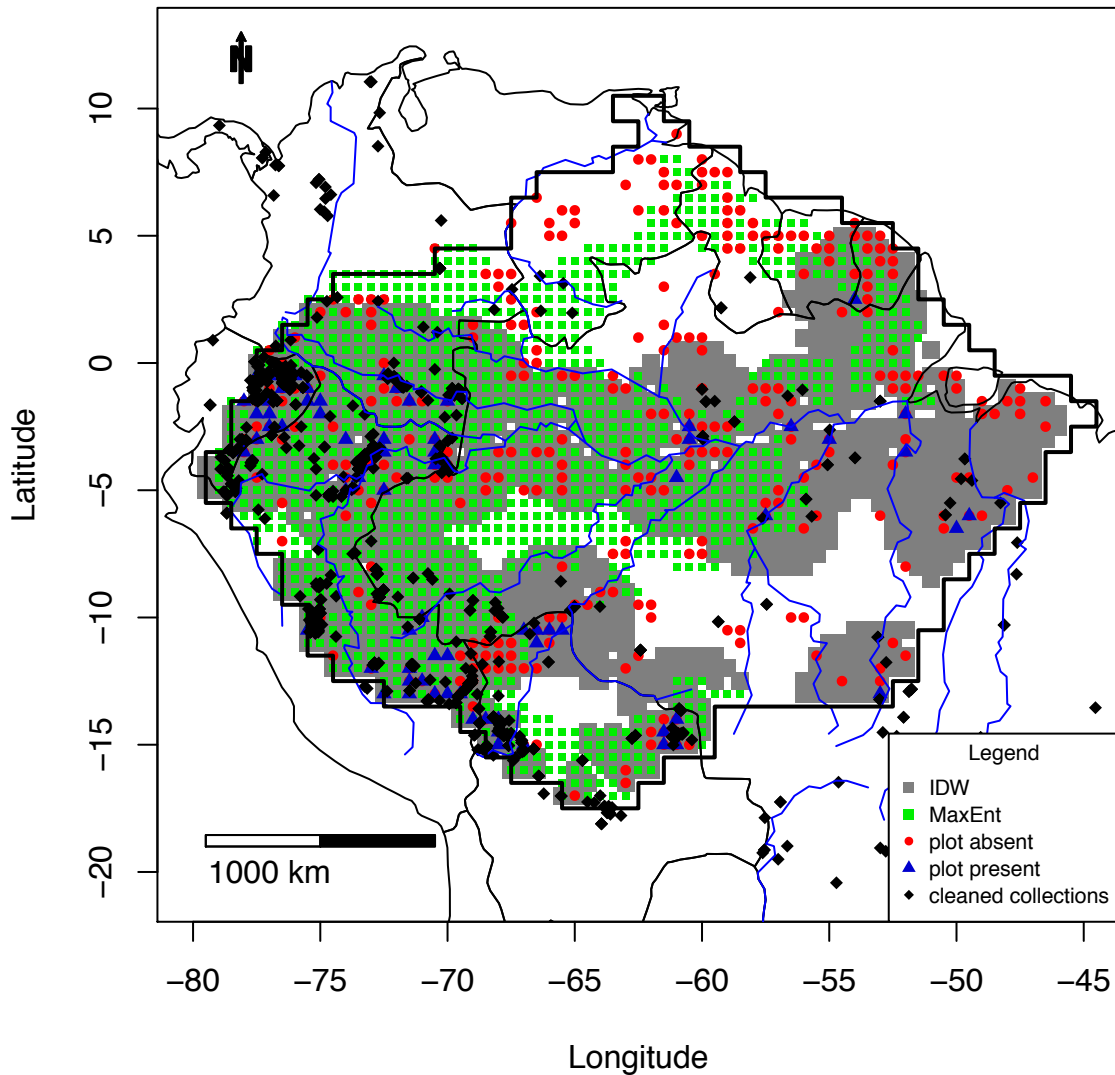 N
10
5
0
−5
−10
−15
−20
Latitude
1000 km
Legend
IDW
MaxEnt
plot absent
plot present
cleaned collections
−80
−75
−70
−65
−60
−55
−50
−45
Longitude